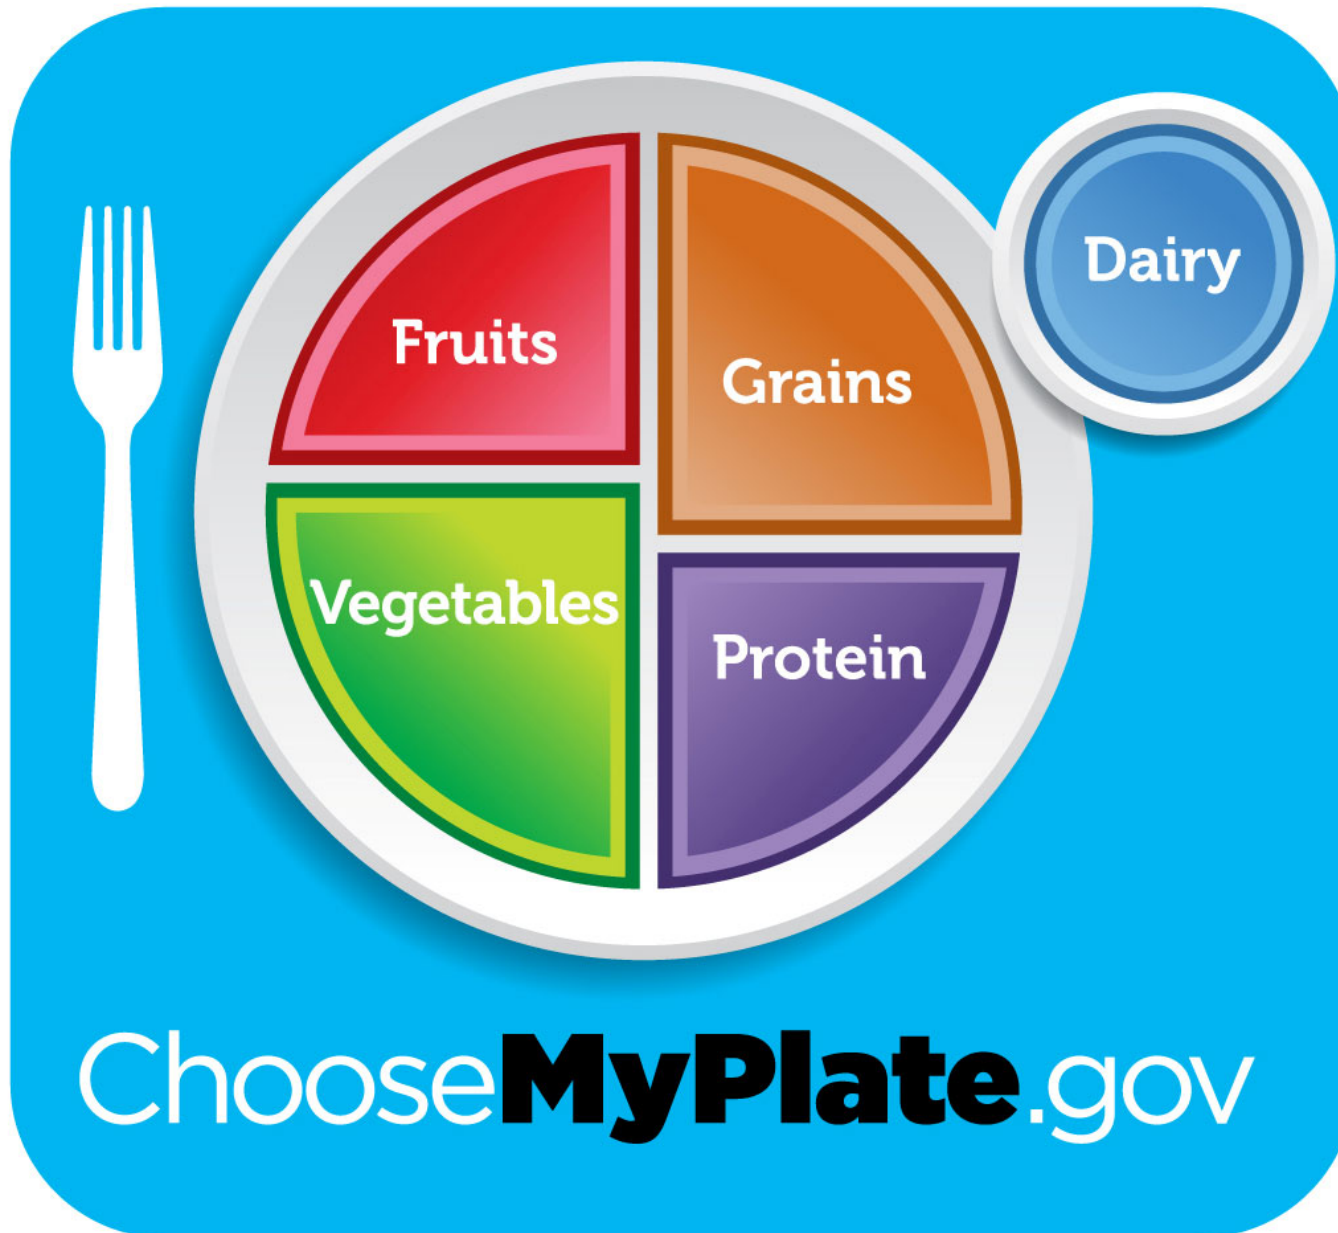 Dairy
Fruits
Grains
Vegetables
Protein
ChooseMyPlate.gov